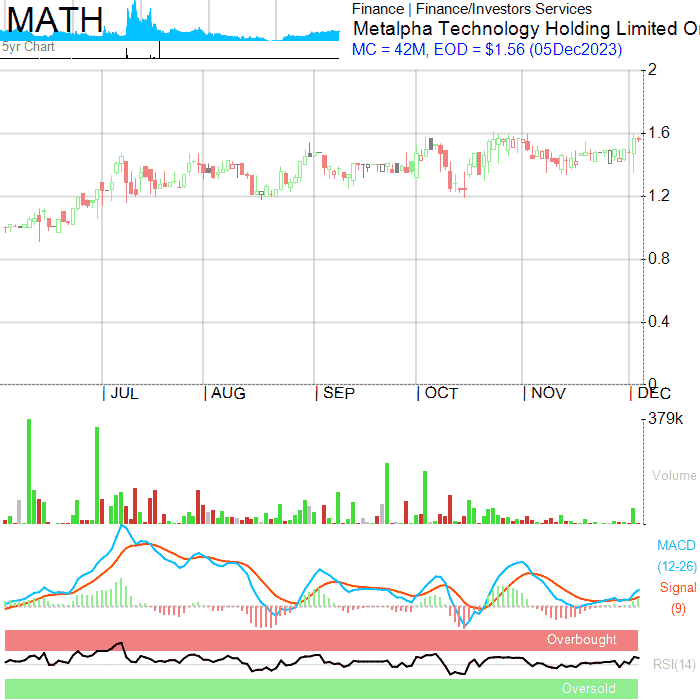 MATH
5yr Chart
Finance | Finance/Investors Services
Metalpha Technology Holding Limited Or
MC = 42M, EOD = $1.56 (05Dec2023)
2
1.6
1.2
0.8
0.4
0
JUL AUG SEP OCT NOV DEC
379k
Volume
MACD
(12-26)
Signal
(9)
Overbought
RSI(14)
Oversold